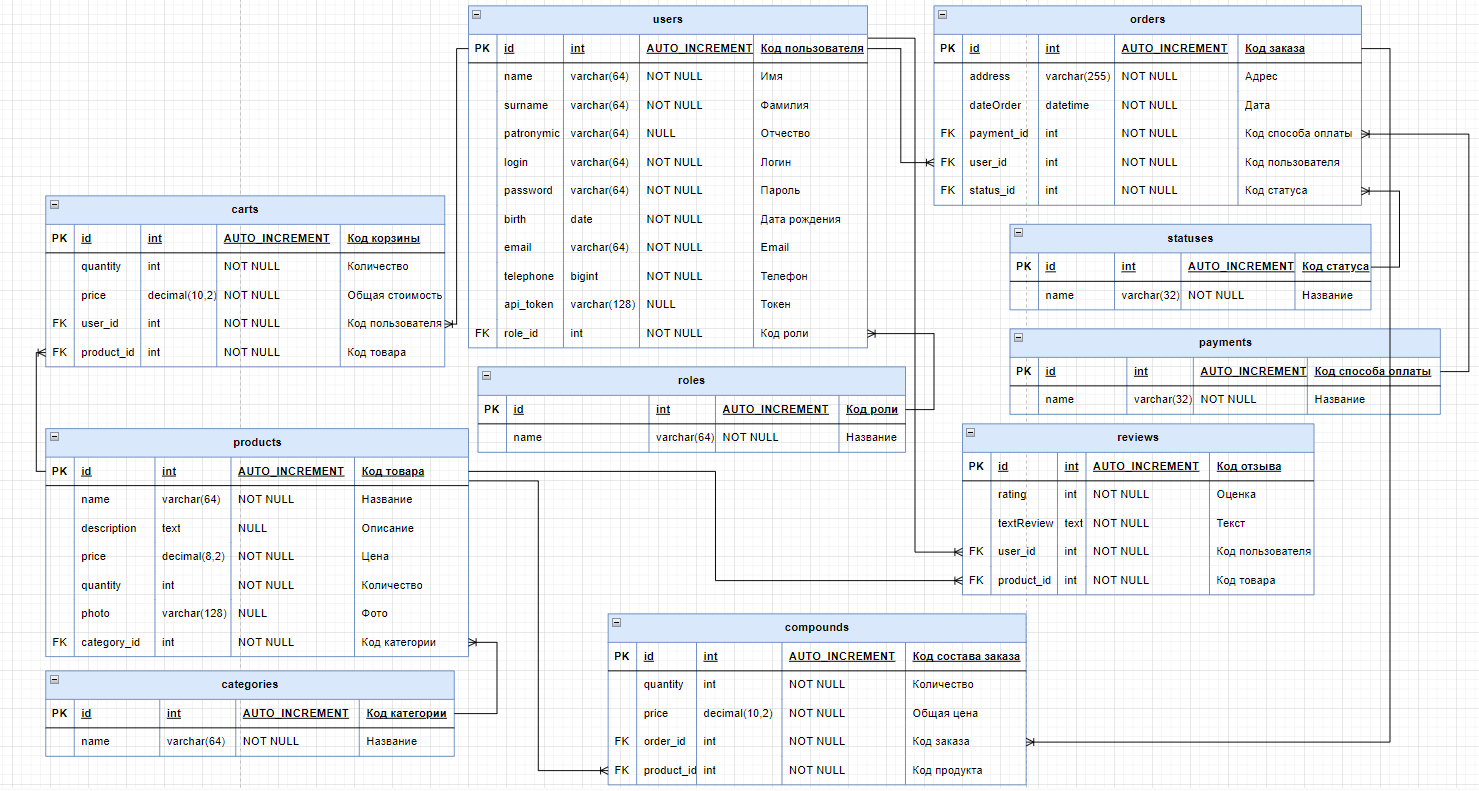 users
PK id int AUTO_INCREMENT Код пользователя
name varchar(64) NOT NULL Имя
surname varchar(64) NOT NULL Фамилия
patronymic varchar(64) NULL Отчество
login varchar(64) NOT NULL Логин
password varchar(64) NOT NULL Пароль
birth date NOT NULL Дата рождения
email varchar(64) NOT NULL Email
telephone bigint NOT NULL Телефон
api_token varchar(128) NULL Токен
FK role_id int NOT NULL Код роли
orders
PK id int AUTO_INCREMENT Код заказа
address varchar(255) NOT NULL Адрес
dateOrder datetime NOT NULL Дата
FK payment_id int NOT NULL Код способа оплаты
FK user_id int NOT NULL Код пользователя
FK status_id int NOT NULL Код статуса
carts
PK id int AUTO_INCREMENT Код корзины
quantity int NOT NULL Количество
price decimal(10,2) NOT NULL Общая стоимость
FK user_id int NOT NULL Код пользователя
FK product_id int NOT NULL Код товара
statuses
PK id int AUTO_INCREMENT Код статуса
name varchar(32) NOT NULL Название
payments
PK id int AUTO_INCREMENT Код способа оплаты
name varchar(32) NOT NULL Название
roles
PK id int AUTO_INCREMENT Код роли
name varchar(64) NOT NULL Название
products
PK id int AUTO_INCREMENT Код товара
name varchar(64) NOT NULL Название
description text NULL Описание
price decimal(8,2) NOT NULL Цена
quantity int NOT NULL Количество
photo varchar(128) NULL Фото
FK category_id int NOT NULL Код категории
reviews
PK id int AUTO_INCREMENT Код отзыва
rating int NOT NULL Оценка
textReview text NOT NULL Текст
FK user_id int NOT NULL Код пользователя
FK product_id int NOT NULL Код товара
categories
PK id int AUTO_INCREMENT Код категории
name varchar(64) NOT NULL Название
compounds
PK id int AUTO_INCREMENT Код состава заказа
quantity int NOT NULL Количество
price decimal(10,2) NOT NULL Общая цена
FK order_id int NOT NULL Код заказа
FK product_id int NOT NULL Код продукта